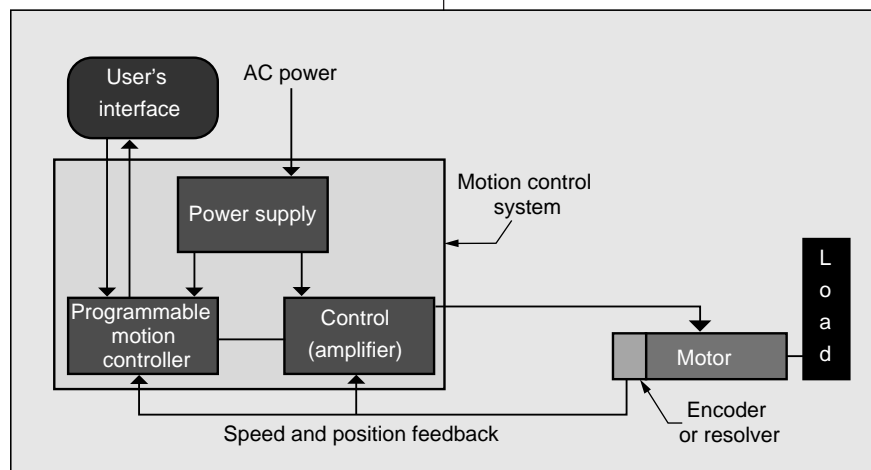 User's
interface
AC power
Power supply
Motion control
system
Programmable
motion
controller
Control
(amplifier)
Motor
L
o
a
d
Encoder
or resolver
Speed and position feedback